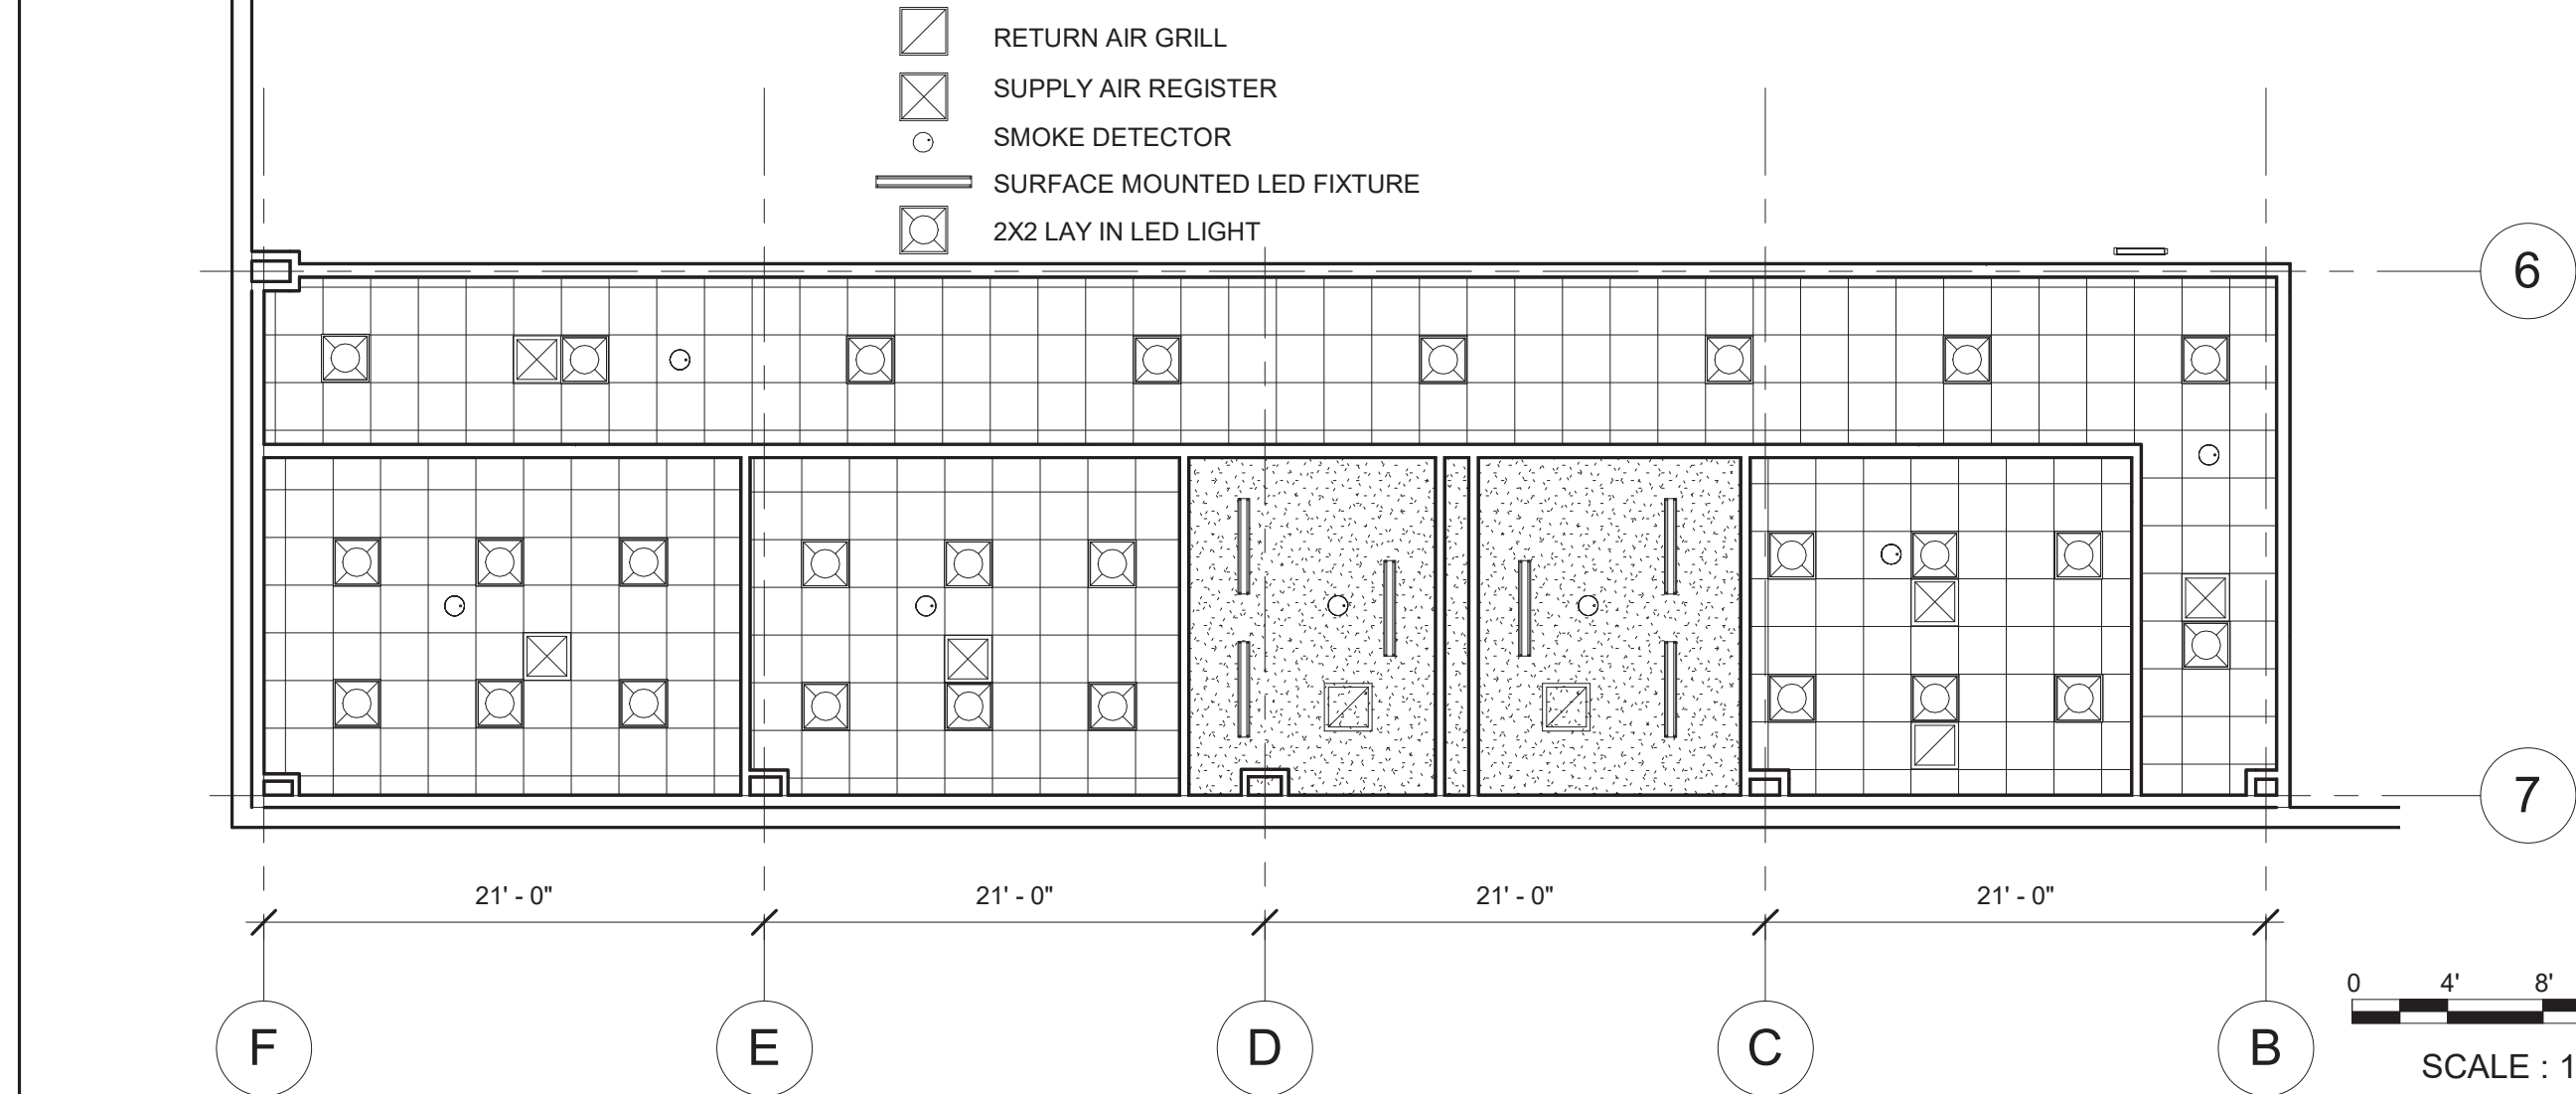 RETURN AIR GRILL
SUPPLY AIR REGISTER
SMOKE DETECTOR
SURFACE MOUNTED LED FIXTURE
2X2 LAY IN LED LIGHT
6
7
21' - 0" 21' - 0" 21' - 0" 21' - 0"
0 4' 8'
F E D C B
SCALE : 1